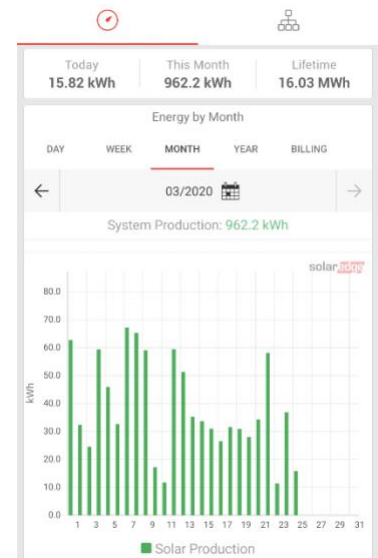 Today This Month Lifetime
15.82 kWh 962.2 kWh 16.03 MWh
Energy by Month
DAY WEEK MONTH YEAR BILLING
03/2020
System Production: 962.2 kWh
solaredge
80.0
70.0
60.0
50.0
40.0
30.0
20.0
10.0
0.0
kWh
1 3 5 7 9 11 13 15 17 19 21 23 25 27 29 31
Solar Production